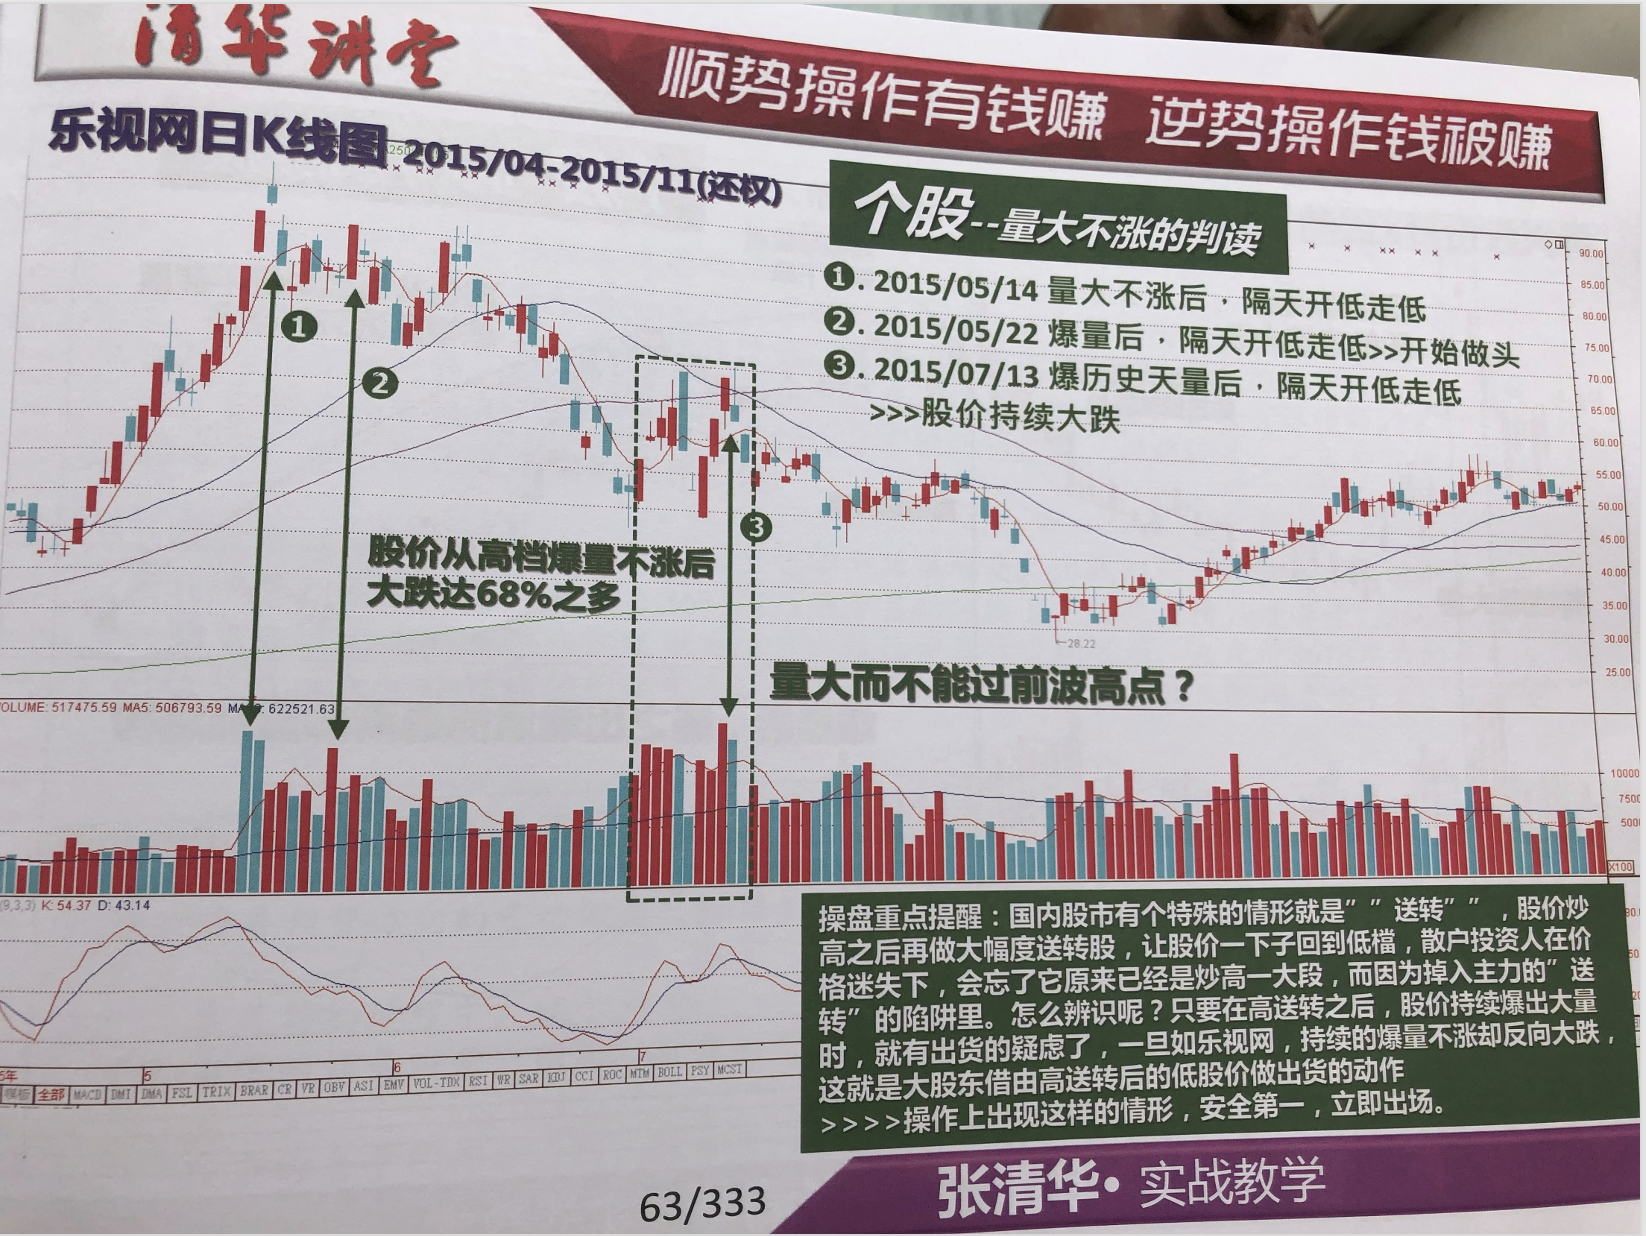 清华讲堂
顺势操作有钱赚 逆势操作钱被赚
乐视网日K线图 2015/04-2015/11(还权)
个股--量大不涨的判读
❶. 2015/05/14 量大不涨后，隔天开低走低
❷. 2015/05/22 爆量后，隔天开低走低>>开始做头
❸. 2015/07/13 爆历史天量后，隔天开低走低
>>>股价持续大跌
90.00
85.00
80.00
75.00
70.00
65.00
60.00
55.00
50.00
45.00
40.00
35.00
30.00
25.00
❶
❷
❸
股价从高档爆量不涨后
大跌达68%之多
28.22
量大而不能过前波高点？
OLUME: 517475.59 MA5: 506793.59 622521.63
10000
7500
5000
X100
(9,3,3) K: 54.37 D: 43.14
操盘重点提醒：国内股市有个特殊的情形就是””送转””，股价炒
高之后再做大幅度送转股，让股价一下子回到低檔，散户投资人在价
格迷失下，会忘了它原来已经是炒高一大段，而因为掉入主力的”送
转”的陷阱里。怎么辨识呢？只要在高送转之后，股价持续爆出大量
时，就有出货的疑虑了，一旦如乐视网，持续的爆量不涨却反向大跌，
这就是大股东借由高送转后的低股价做出货的动作
>>>>操作上出现这样的情形，安全第一，立即出场。
5年 5 6 7
模板 全部 MACD DMI DMA FSL TRIX BRAR CR VR OBV ASI EMV VOL-TDX RSI WR SAR KDJ CCI ROC MTM BOLL PSY MCST
63/333
张清华•实战教学